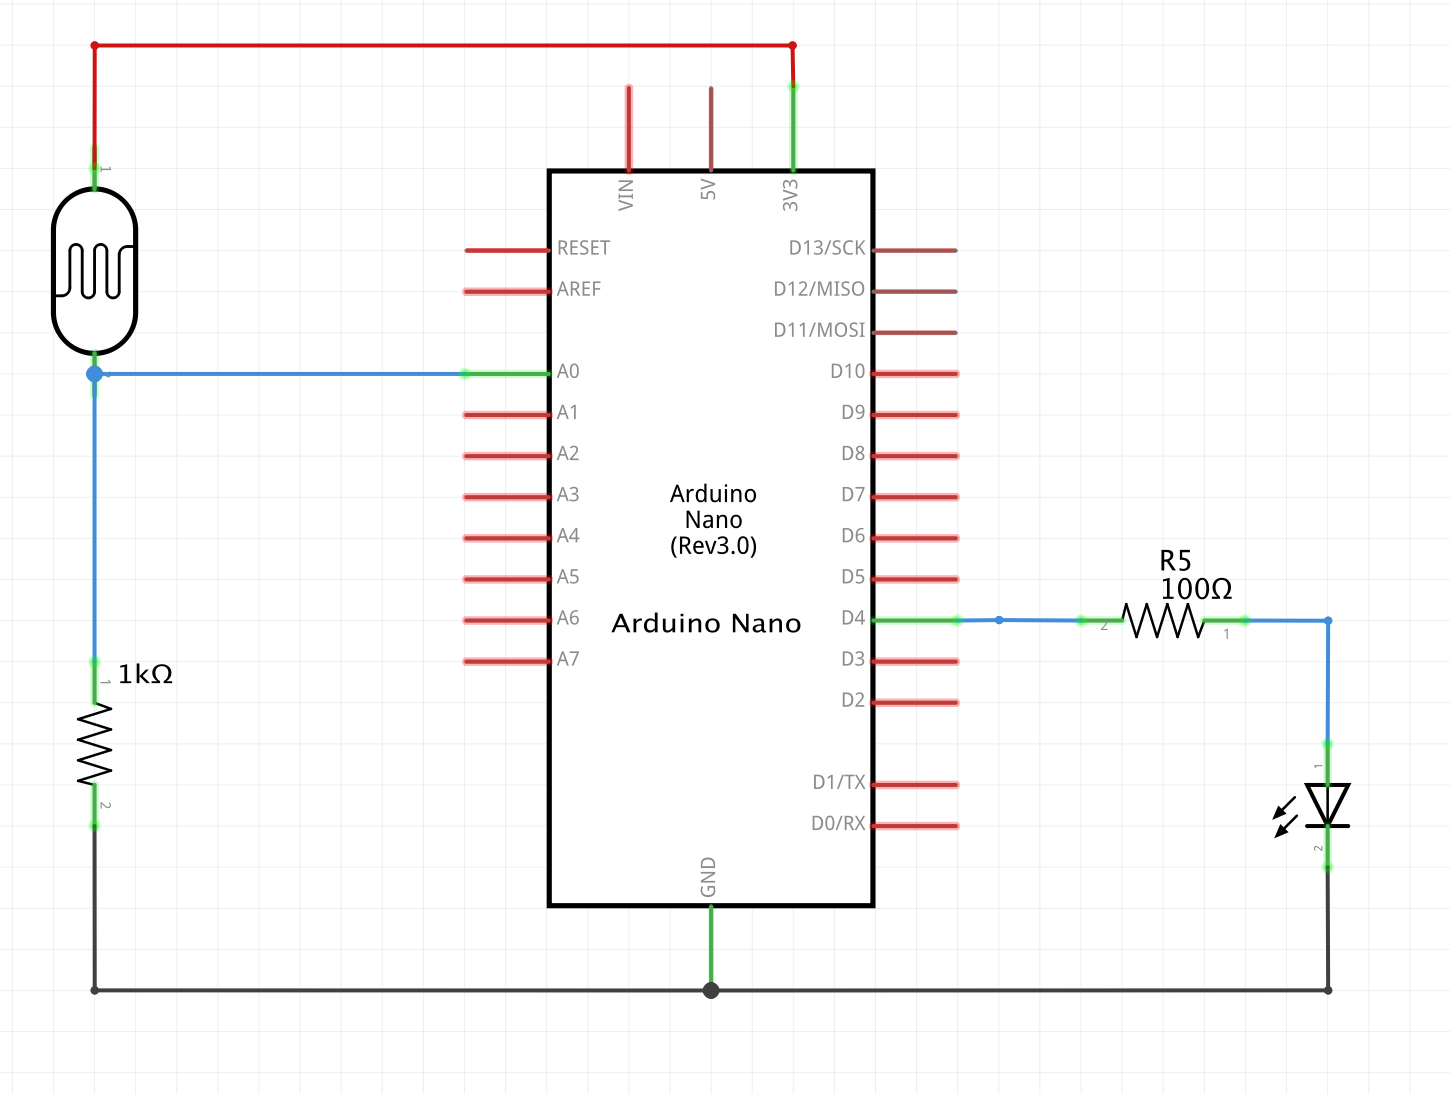 1
VIN
5V
3V3
RESET
AREF
A0
A1
A2
A3
A4
A5
A6
A7
D13/SCK
D12/MISO
D11/MOSI
D10
D9
D8
D7
D6
D5
D4
D3
D2
D1/TX
D0/RX
GND
Arduino
Nano
(Rev3.0)
Arduino Nano
1kΩ
1
2
R5
100Ω
2
1
1
2